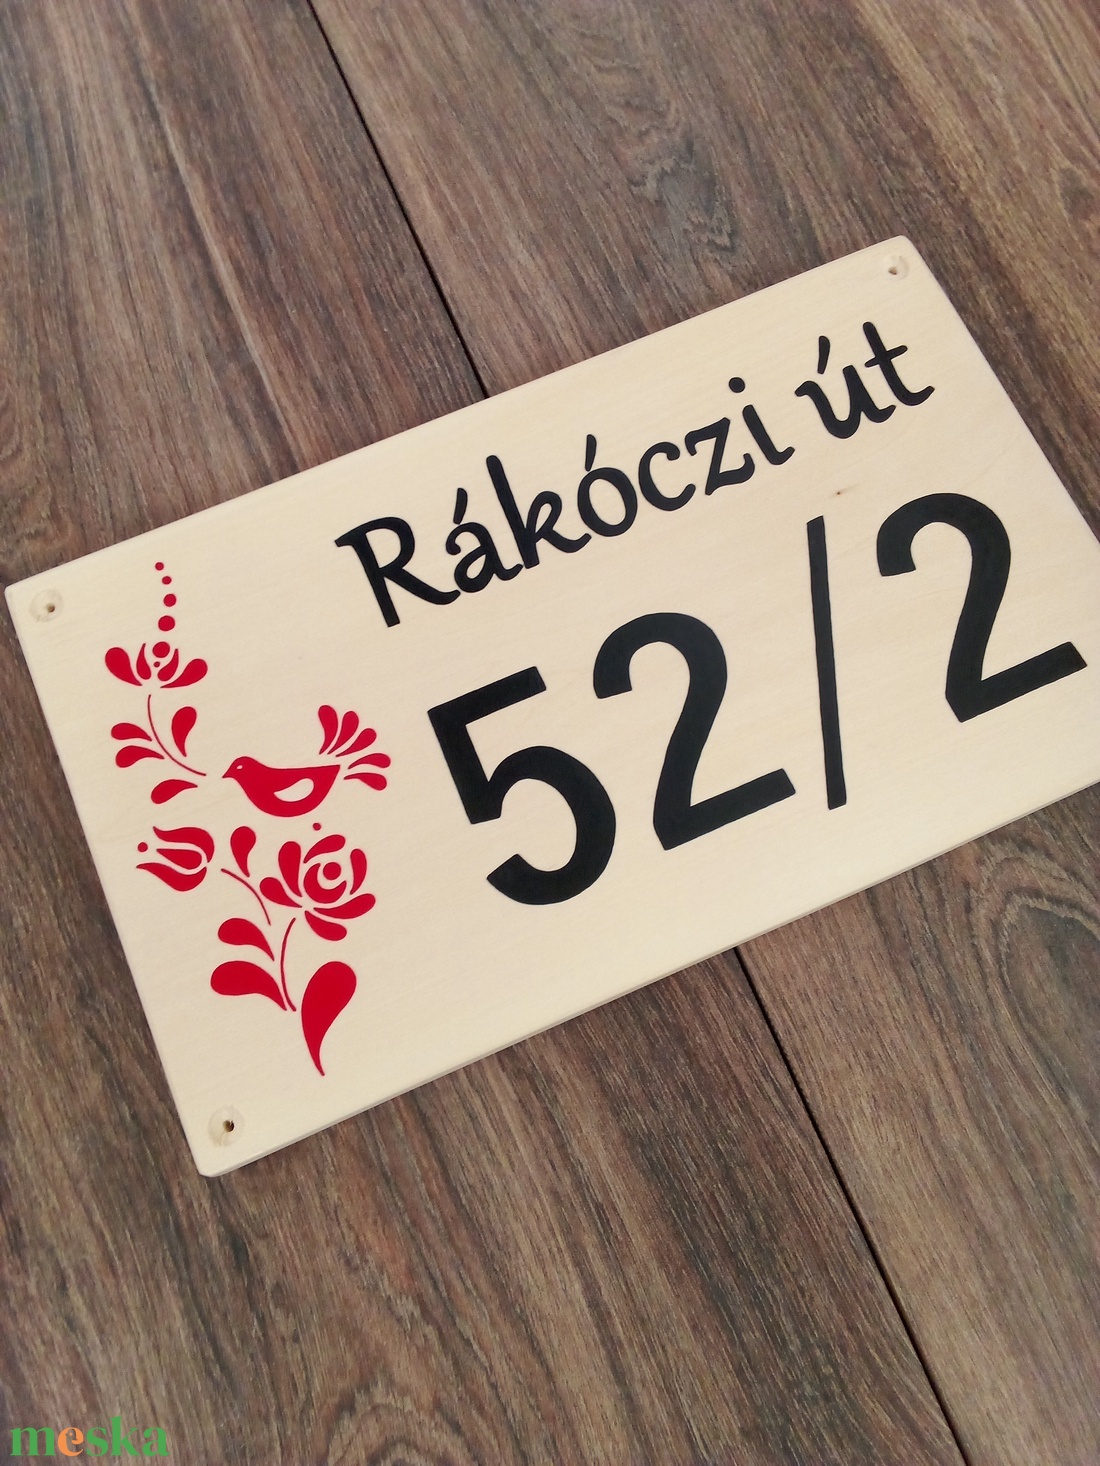 Rákóczi út
52/2
meska